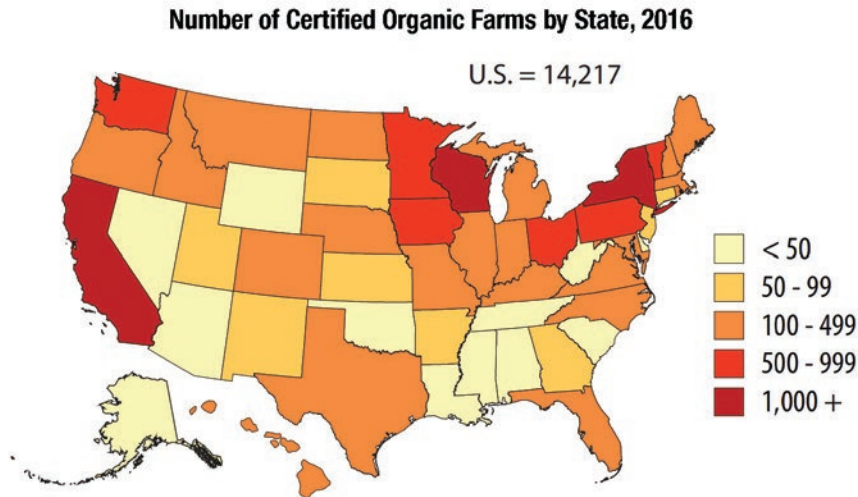 Number of Certified Organic Farms by State, 2016
U.S. = 14,217
< 50
50 - 99
100 - 499
500 - 999
1,000 +